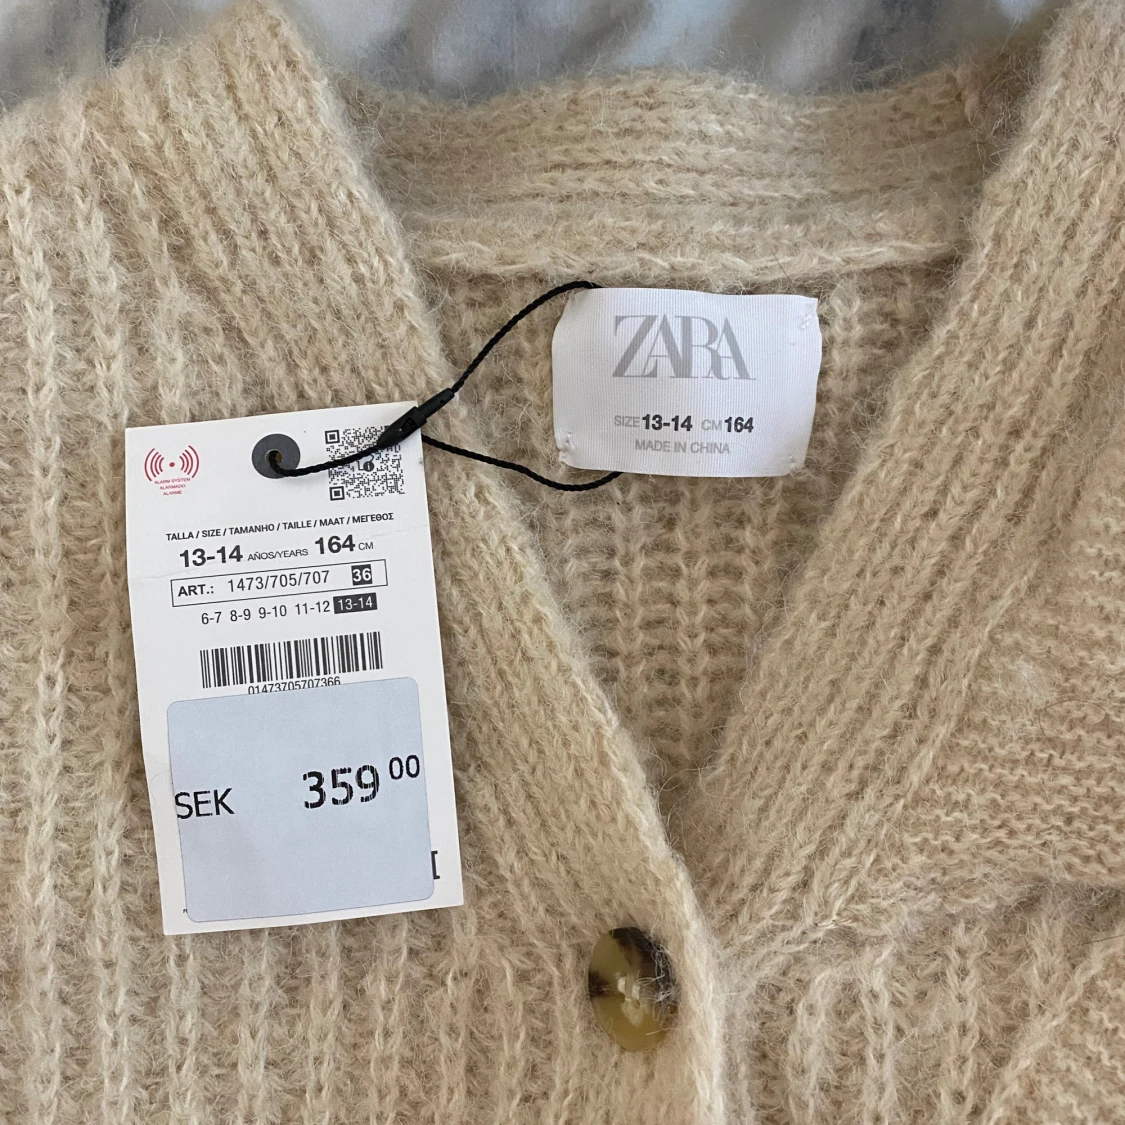 ZARA
SIZE 13-14 CM 164
MADE IN CHINA
ALARM SYSTEM
ALARMADO
ALARME
TALLA / SIZE / TAMANHO / TAILLE / MAAT / ΜΕΓΕΘΟΣ
13-14 AÑOS/YEARS 164 CM
ART.: 1473/705/707 36
6-7 8-9 9-10 11-12 13-14
01473705707366
SEK 359 00